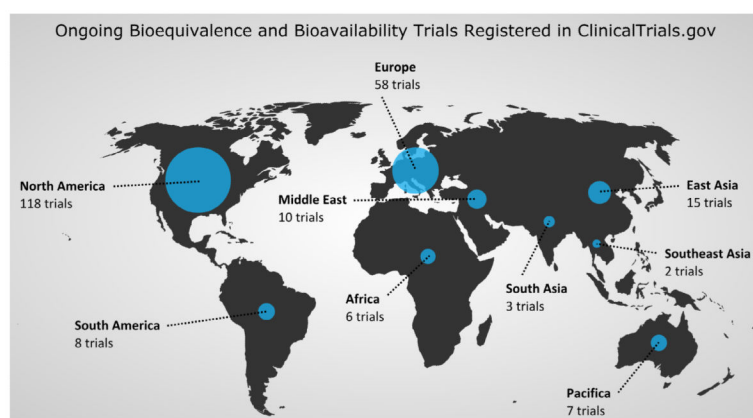 Ongoing Bioequivalence and Bioavailability Trials Registered in ClinicalTrials.gov
Europe
58 trials
North America
118 trials
Middle East
10 trials
East Asia
15 trials
Southeast Asia
2 trials
South Asia
3 trials
Africa
6 trials
South America
8 trials
Pacifica
7 trials